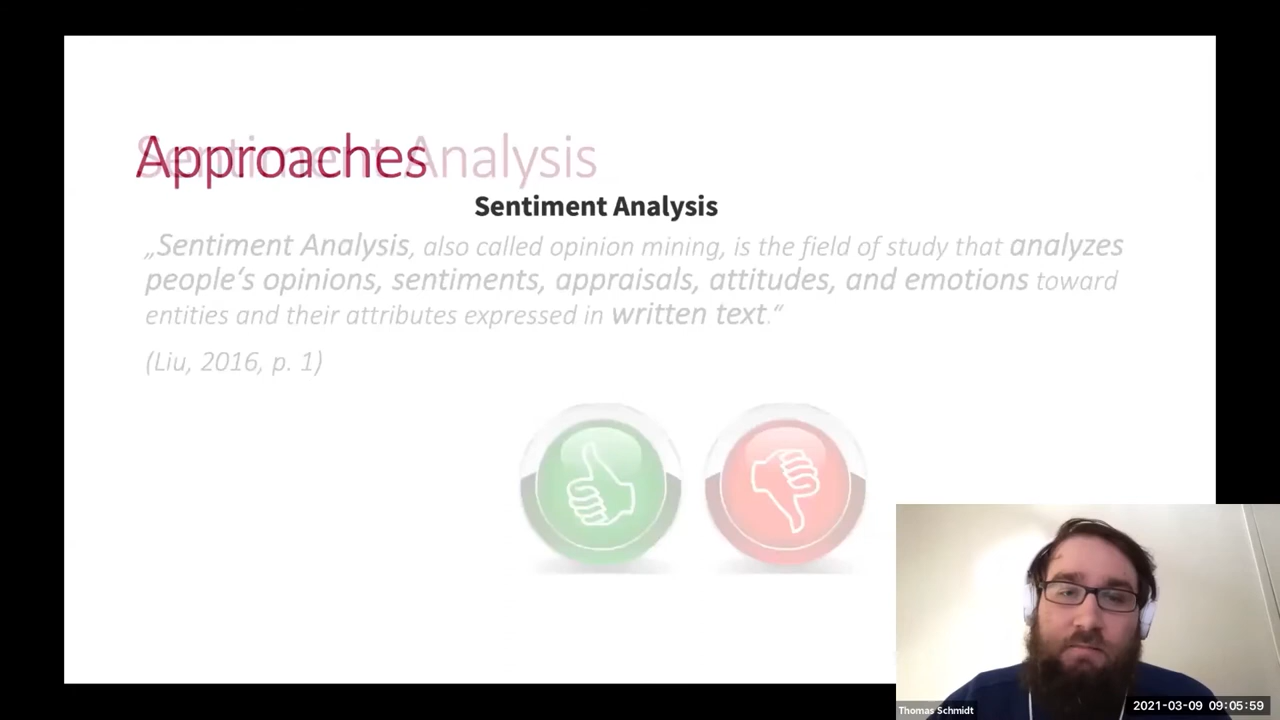 Sentiment Analysis
Approaches
Sentiment Analysis
„Sentiment Analysis, also called opinion mining, is the field of study that analyzes
people‘s opinions, sentiments, appraisals, attitudes, and emotions toward
entities and their attributes expressed in written text.“
(Liu, 2016, p. 1)
Thomas Schmidt
2021-03-09 09:05:59